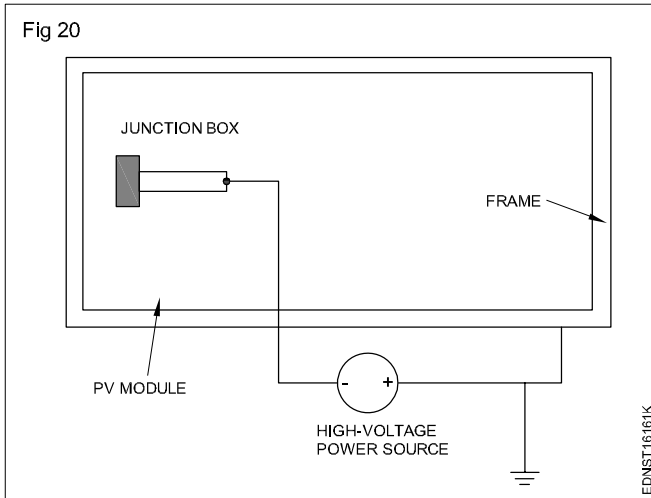 Fig 20
JUNCTION BOX
FRAME
PV MODULE
- +
HIGH-VOLTAGE
POWER SOURCE
EDNST16161K